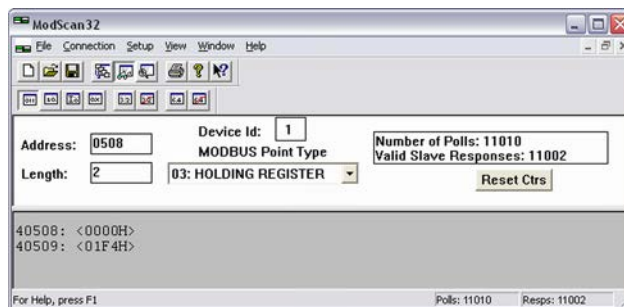 ModScan32
File Connection Setup View Window Help
Address: 0508
Device Id: 1
MODBUS Point Type
Length: 2
03: HOLDING REGISTER
Number of Polls: 11010
Valid Slave Responses: 11002
Reset Ctrs
40508: <0000H>
40509: <01F4H>
For Help, press F1
Polls: 11010
Resps: 11002